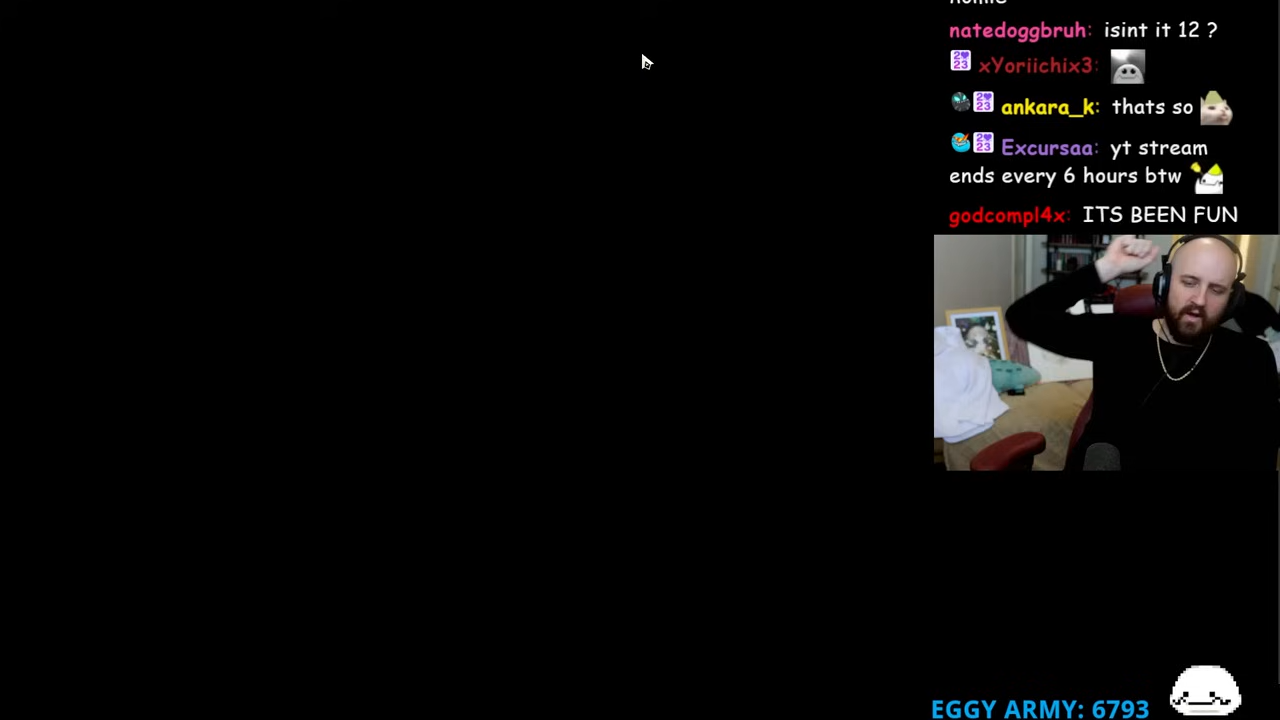 natedoggbruh: isint it 12 ?
xYoriichix3:
ankara_k: thats so
Excursaa: yt stream
ends every 6 hours btw
godcompl4x: ITS BEEN FUN
EGGY ARMY: 6793